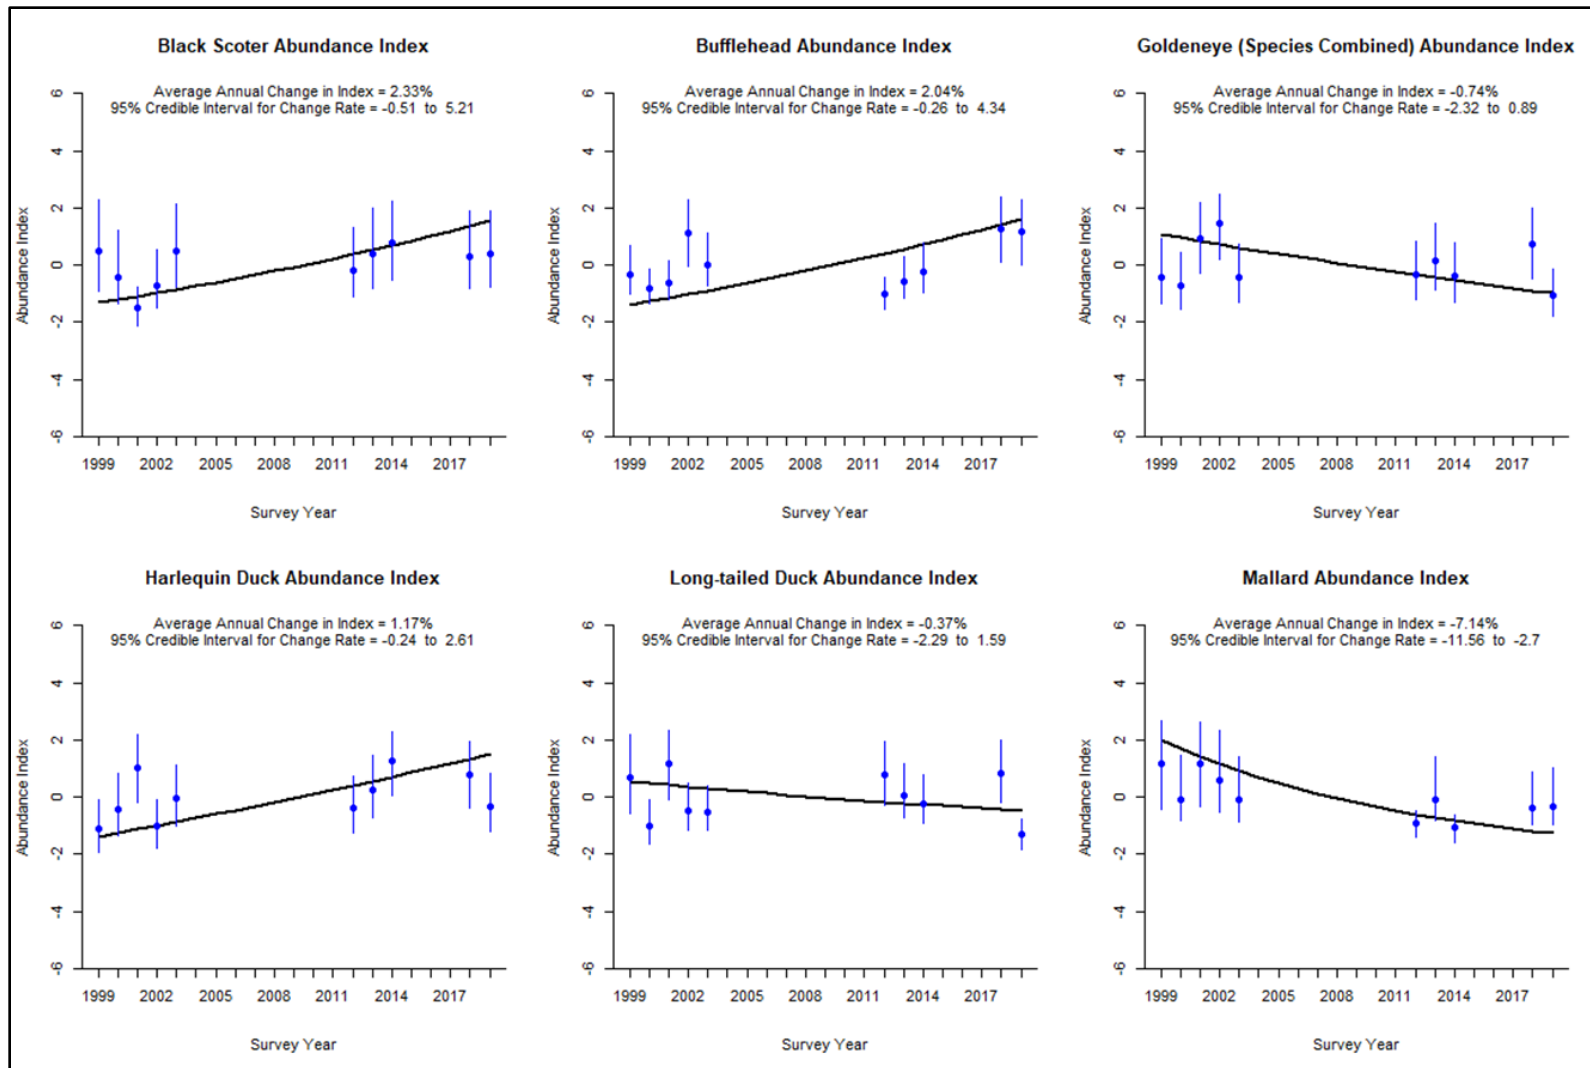 Black Scoter Abundance Index
Average Annual Change in Index = 2.33%
95% Credible Interval for Change Rate = -0.51 to 5.21
Abundance Index
6
4
2
0
-2
-4
-6
1999 2002 2005 2008 2011 2014 2017
Survey Year
Bufflehead Abundance Index
Average Annual Change in Index = 2.04%
95% Credible Interval for Change Rate = -0.26 to 4.34
Abundance Index
6
4
2
0
-2
-4
-6
1999 2002 2005 2008 2011 2014 2017
Survey Year
Goldeneye (Species Combined) Abundance Index
Average Annual Change in Index = -0.74%
95% Credible Interval for Change Rate = -2.32 to 0.89
Abundance Index
6
4
2
0
-2
-4
-6
1999 2002 2005 2008 2011 2014 2017
Survey Year
Harlequin Duck Abundance Index
Average Annual Change in Index = 1.17%
95% Credible Interval for Change Rate = -0.24 to 2.61
Abundance Index
6
4
2
0
-2
-4
-6
1999 2002 2005 2008 2011 2014 2017
Survey Year
Long-tailed Duck Abundance Index
Average Annual Change in Index = -0.37%
95% Credible Interval for Change Rate = -2.29 to 1.59
Abundance Index
6
4
2
0
-2
-4
-6
1999 2002 2005 2008 2011 2014 2017
Survey Year
Mallard Abundance Index
Average Annual Change in Index = -7.14%
95% Credible Interval for Change Rate = -11.56 to -2.7
Abundance Index
6
4
2
0
-2
-4
-6
1999 2002 2005 2008 2011 2014 2017
Survey Year